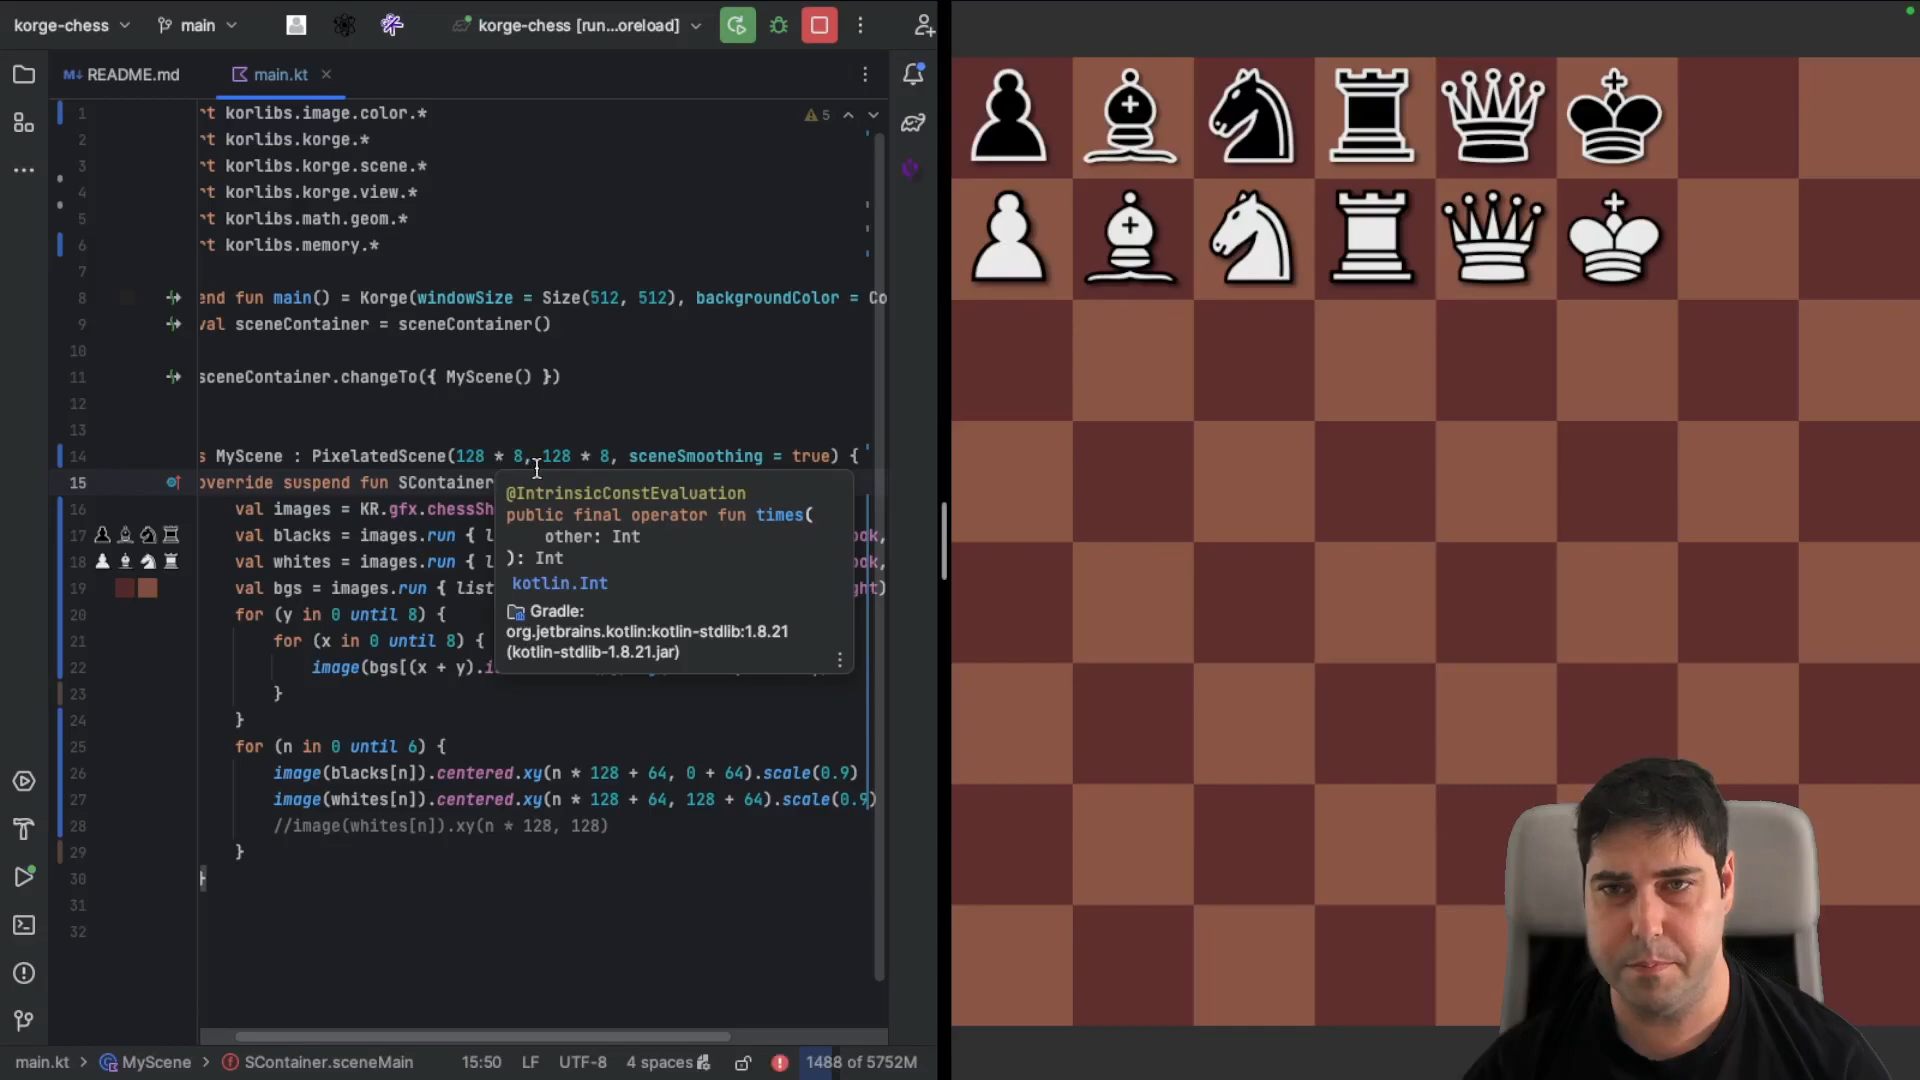 korge-chess
main
korge-chess [run...oreload]
README.md
main.kt
1 rt korlibs.image.color.*
5
2 rt korlibs.korge.*
3 rt korlibs.korge.scene.*
4 rt korlibs.korge.view.*
5 rt korlibs.math.geom.*
6 rt korlibs.memory.*
7
8 end fun main() = Korge(windowSize = Size(512, 512), backgroundColor = Co
9 val sceneContainer = sceneContainer()
10
11 sceneContainer.changeTo({ MyScene() })
12
13
14 s MyScene : PixelatedScene(128 * 8, 128 * 8, sceneSmoothing = true) {
15 override suspend fun SContainer
16 val images = KR.gfx.chessSh
17 val blacks = images.run { l ook,
18 val whites = images.run { l ook,
19 val bgs = images.run { list ght)
20 for (y in 0 until 8) {
21 for (x in 0 until 8) {
22 image(bgs[(x + y).i
23 }
24 }
25 for (n in 0 until 6) {
26 image(blacks[n]).centered.xy(n * 128 + 64, 0 + 64).scale(0.9)
27 image(whites[n]).centered.xy(n * 128 + 64, 128 + 64).scale(0.9)
28 //image(whites[n]).xy(n * 128, 128)
29 }
30 }
31
32
@IntrinsicConstEvaluation
public final operator fun times(
other: Int
): Int
kotlin.Int
Gradle:
org.jetbrains.kotlin:kotlin-stdlib:1.8.21
(kotlin-stdlib-1.8.21.jar)
main.kt > MyScene > SContainer.sceneMain 15:50 LF UTF-8 4 spaces 1488 of 5752M